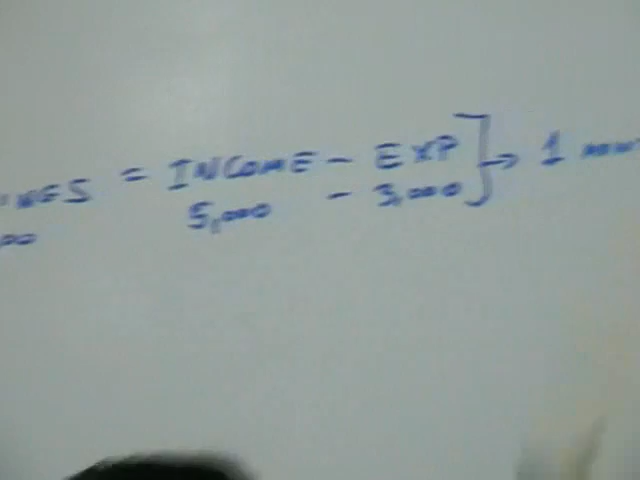 = INCOME - EXP] → 1
5,000 - 3,000